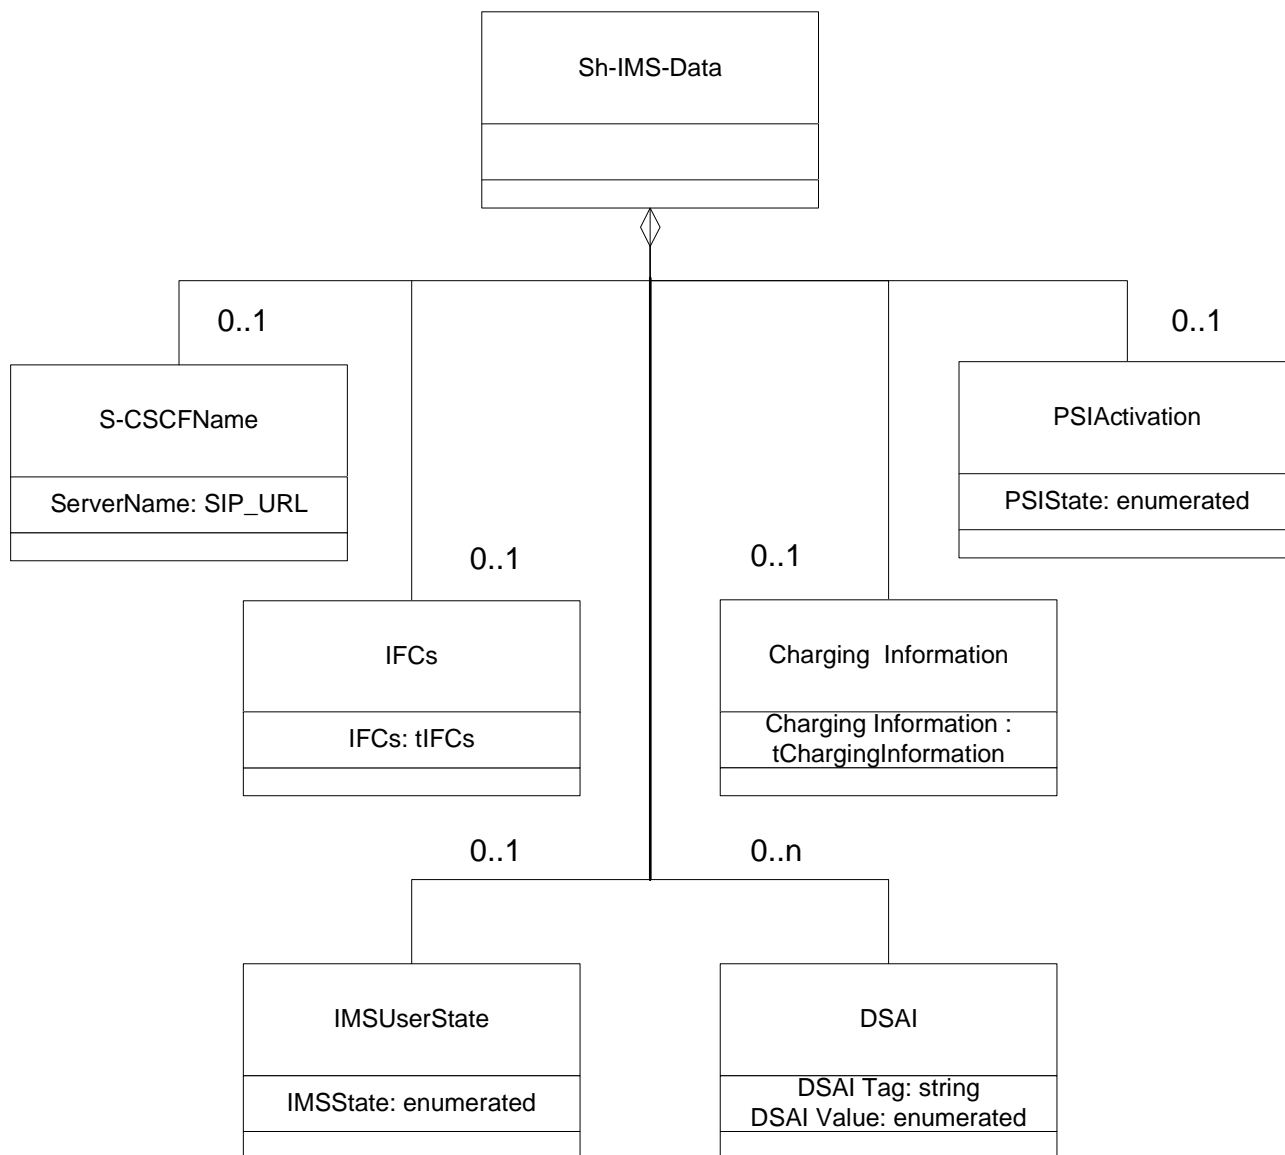 Sh-IMS-Data
0..1
0..1
S-CSCFName
ServerName: SIP_URL
PSIActivation
PSIState: enumerated
0..1
0..1
IFCs
IFCs: tIFCs
Charging Information
Charging Information :
tChargingInformation
0..1
0..n
IMSUserState
IMSState: enumerated
DSAI
DSAI Tag: string
DSAI Value: enumerated